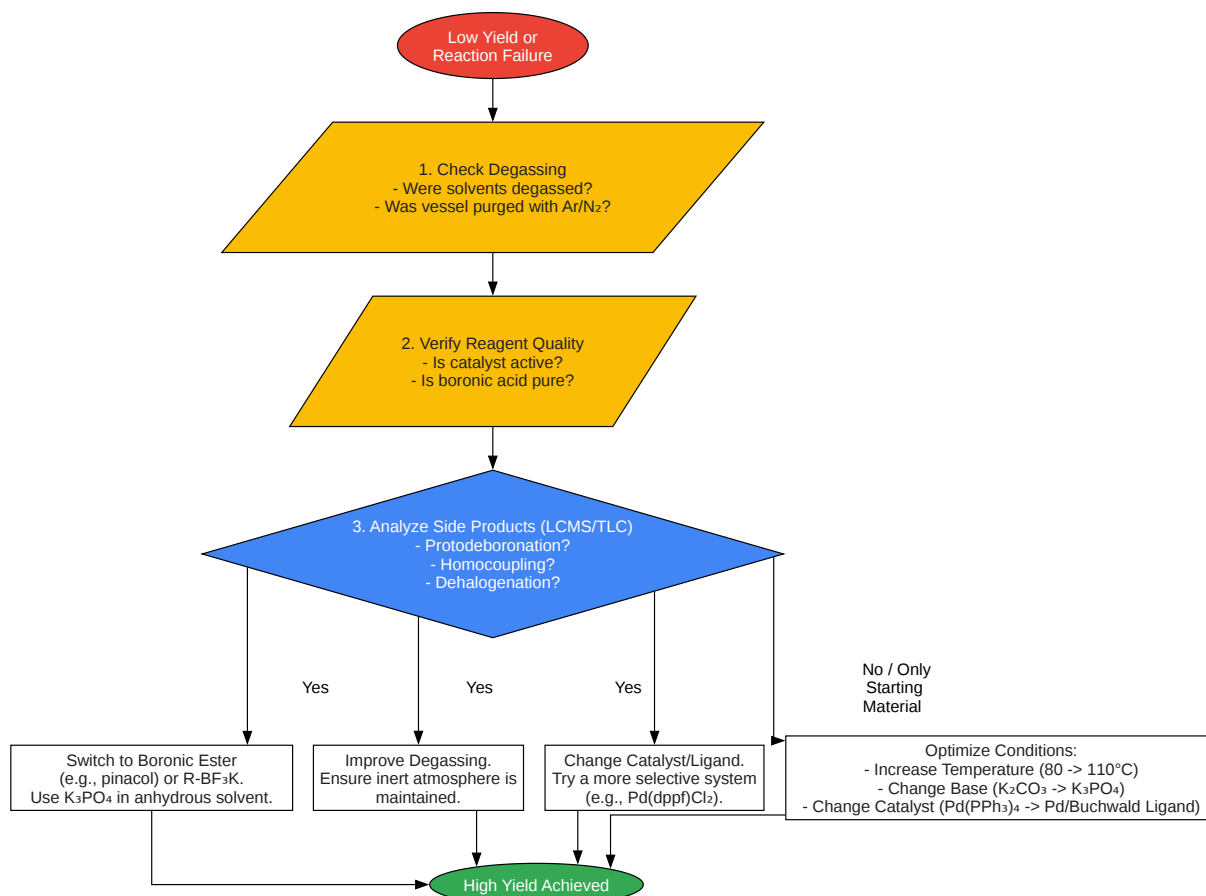 Low Yield or
Reaction Failure
1. Check Degassing
- Were solvents degassed?
- Was vessel purged with Ar/N₂?
2. Verify Reagent Quality
- Is catalyst active?
- Is boronic acid pure?
3. Analyze Side Products (LCMS/TLC)
- Protodeboronation?
- Homocoupling?
- Dehalogenation?
Yes
Yes
Yes
No / Only
Starting
Material
Switch to Boronic Ester
(e.g., pinacol) or R-BF₃K.
Use K₃PO₄ in anhydrous solvent.
Improve Degassing.
Ensure inert atmosphere is
maintained.
Change Catalyst/Ligand.
Try a more selective system
(e.g., Pd(dppf)Cl₂).
Optimize Conditions:
- Increase Temperature (80 -> 110°C)
- Change Base (K₂CO₃ -> K₃PO₄)
- Change Catalyst (Pd(PPh₃)₄ -> Pd/Buchwald Ligand)
High Yield Achieved